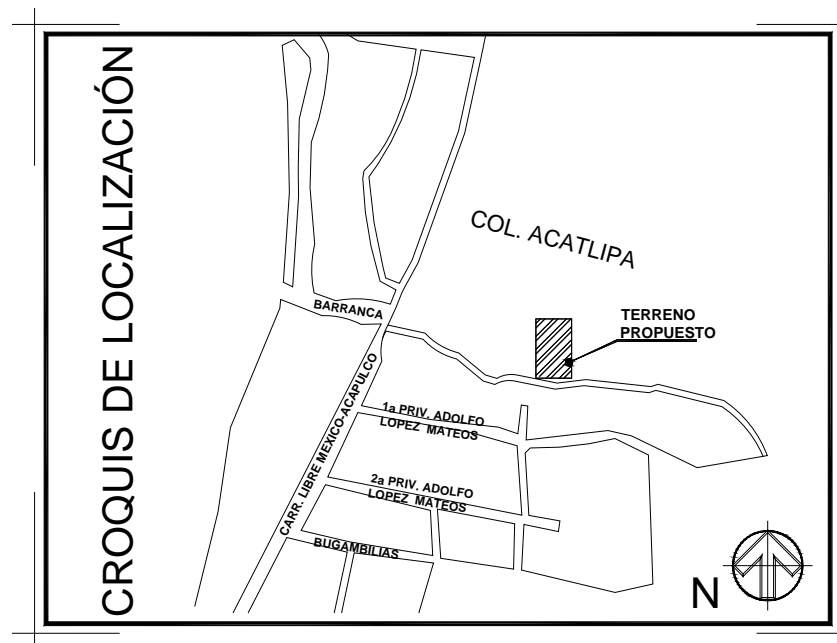 CROQUIS DE LOCALIZACIÓN
COL. ACATLIPA
BARRANCA
TERRENO
PROPUESTO
CARR. LIBRE MEXICO-ACAPULCO
1a PRIV. ADOLFO
LOPEZ MATEOS
2a PRIV. ADOLFO
LOPEZ MATEOS
BUGAMBILIAS
N